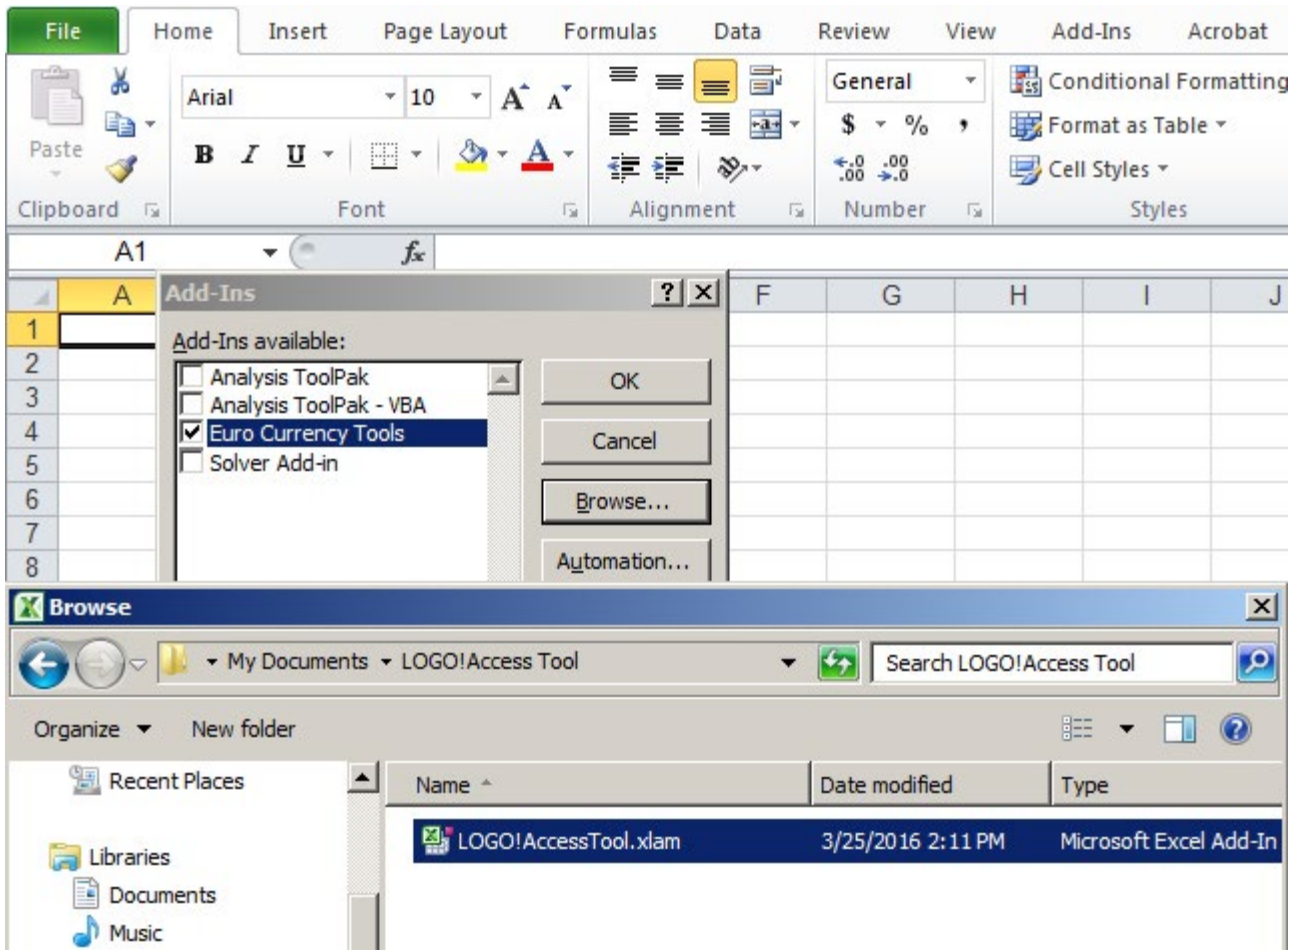 File Home Insert Page Layout Formulas Data Review View Add-Ins Acrobat
Arial 10 A A General Conditional Formatting
Paste B I U A $ % , Format as Table
.0 .00 .00 .0 Cell Styles
Clipboard Font Alignment Number Styles
A1 fx
A F G H I J
Add-Ins ? X
1
Add-Ins available:
2
Analysis ToolPak OK
3
Analysis ToolPak - VBA
4
Euro Currency Tools Cancel
5
Solver Add-in
6
Browse...
7
8
Automation...
Browse
My Documents LOGO!Access Tool Search LOGO!Access Tool
Organize New folder ?
Recent Places Name Date modified Type
LOGO!AccessTool.xlam 3/25/2016 2:11 PM Microsoft Excel Add-In
Libraries
Documents
Music